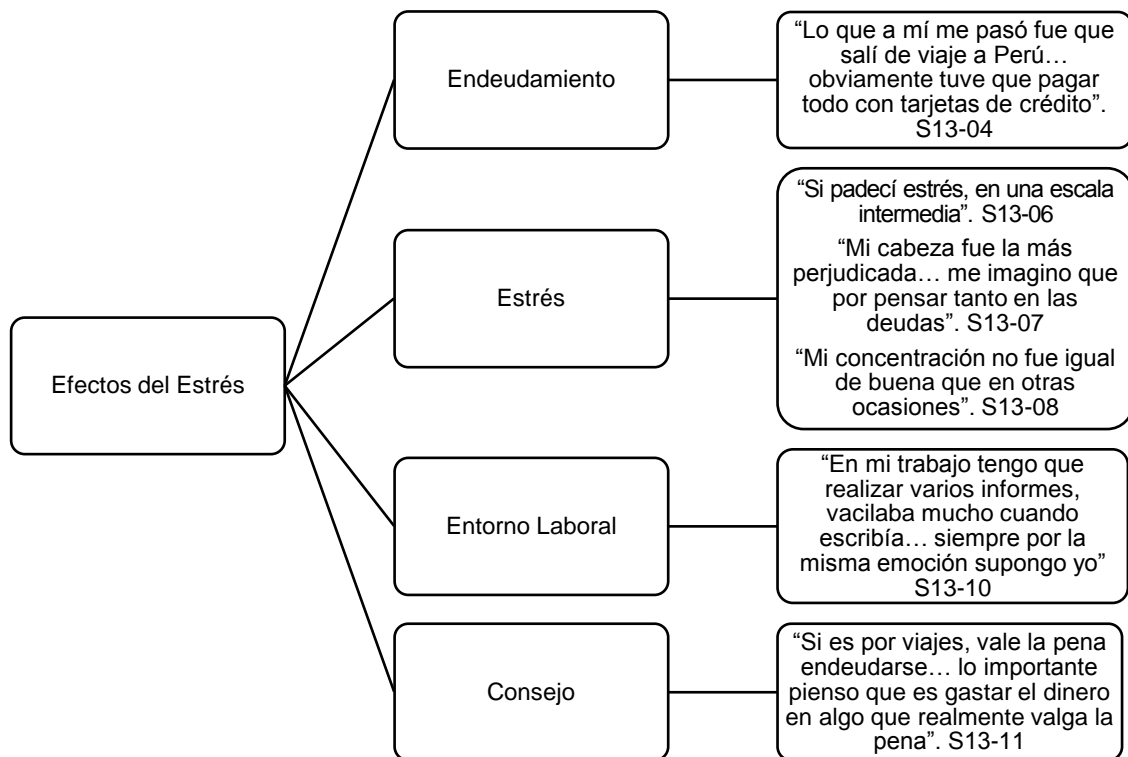 Efectos del Estrés
Endeudamiento
“Lo que a mí me pasó fue que
salí de viaje a Perú…
obviamente tuve que pagar
todo con tarjetas de crédito”.
S13-04
Estrés
“Si padecí estrés, en una escala
intermedia”. S13-06
“Mi cabeza fue la más
perjudicada… me imagino que
por pensar tanto en las
deudas”. S13-07
“Mi concentración no fue igual
de buena que en otras
ocasiones”. S13-08
Entorno Laboral
“En mi trabajo tengo que
realizar varios informes,
vacilaba mucho cuando
escribía… siempre por la
misma emoción supongo yo”
S13-10
Consejo
“Si es por viajes, vale la pena
endeudarse… lo importante
pienso que es gastar el dinero
en algo que realmente valga la
pena”. S13-11